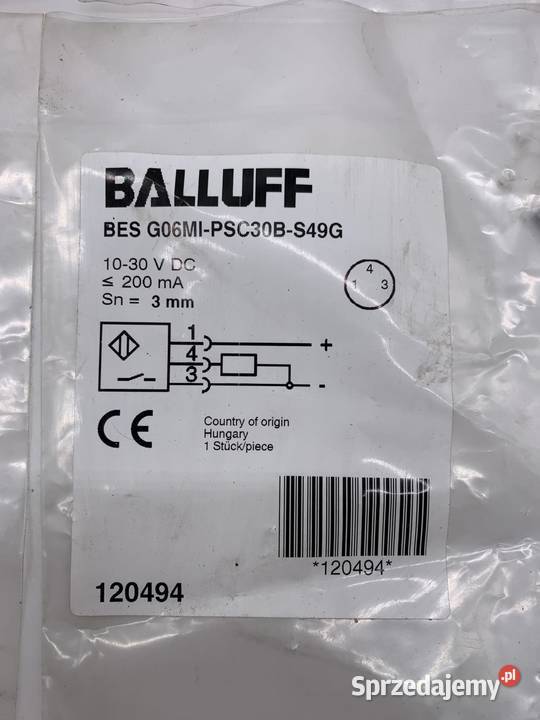 BALLUFF
BES G06MI-PSC30B-S49G
10-30 V DC
≤ 200 mA
Sn = 3 mm
4
1 3
1
+
4
3
-
CE
Country of origin
Hungary
1 Stück/piece
*120494*
120494
Sprzedajemy.pl